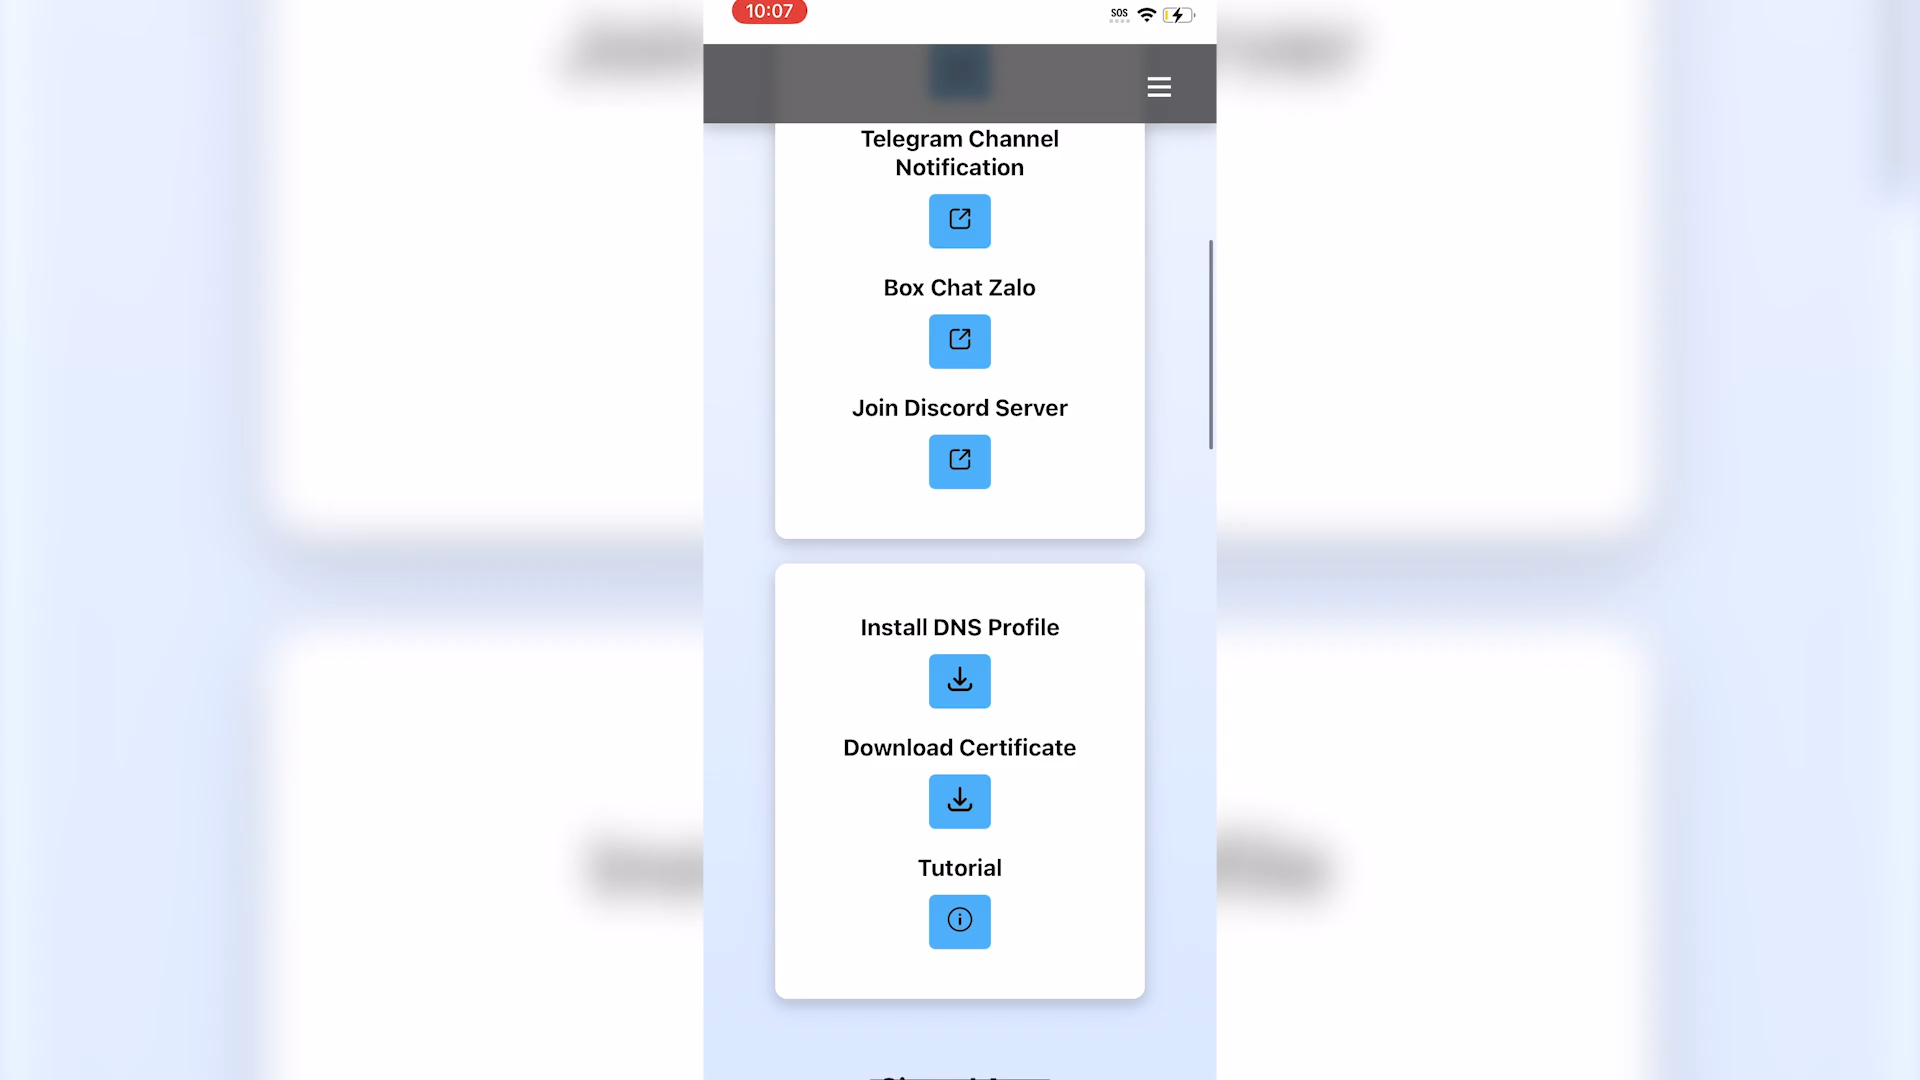 10:07
SOS
Telegram Channel
Notification
Box Chat Zalo
Join Discord Server
Install DNS Profile
Download Certificate
Tutorial